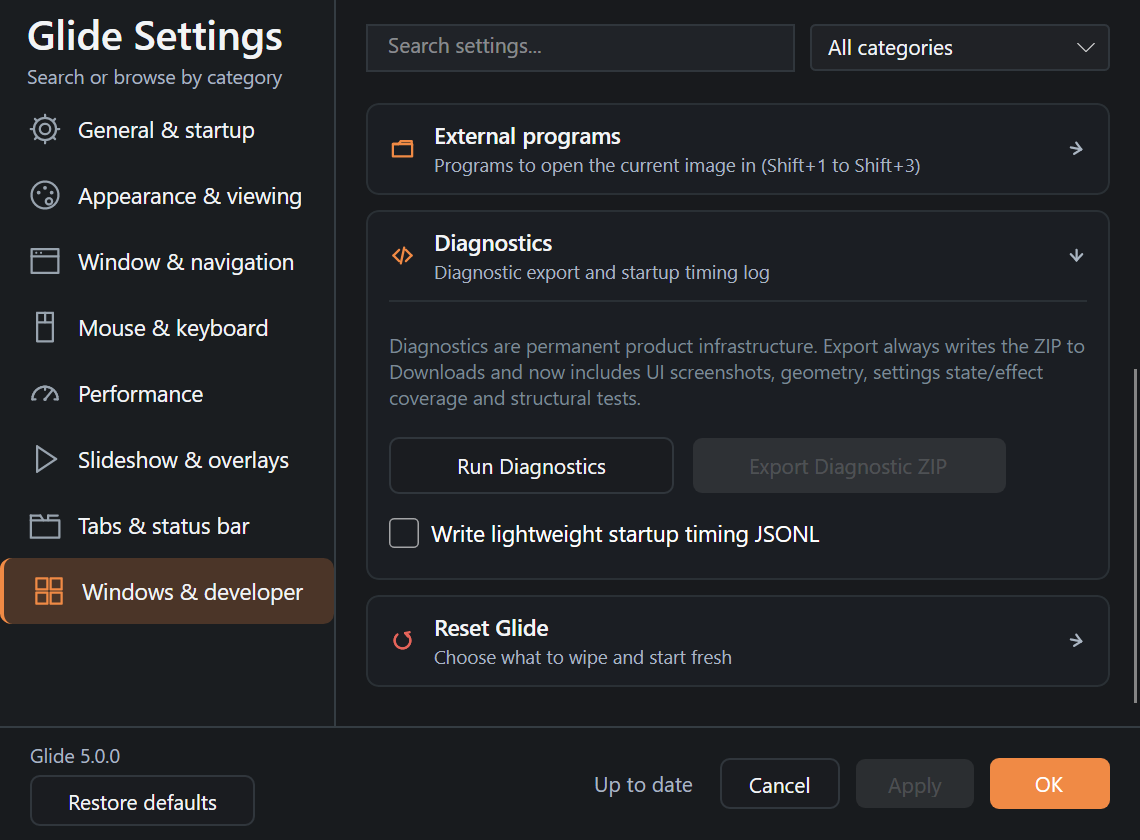 Glide Settings
Search or browse by category
General & startup
Appearance & viewing
Window & navigation
Mouse & keyboard
Performance
Slideshow & overlays
Tabs & status bar
Windows & developer
Search settings...
All categories
External programs
Programs to open the current image in (Shift+1 to Shift+3)
Diagnostics
Diagnostic export and startup timing log
Diagnostics are permanent product infrastructure. Export always writes the ZIP to
Downloads and now includes UI screenshots, geometry, settings state/effect
coverage and structural tests.
Run Diagnostics
Export Diagnostic ZIP
Write lightweight startup timing JSONL
Reset Glide
Choose what to wipe and start fresh
Glide 5.0.0
Restore defaults
Up to date
Cancel
Apply
OK